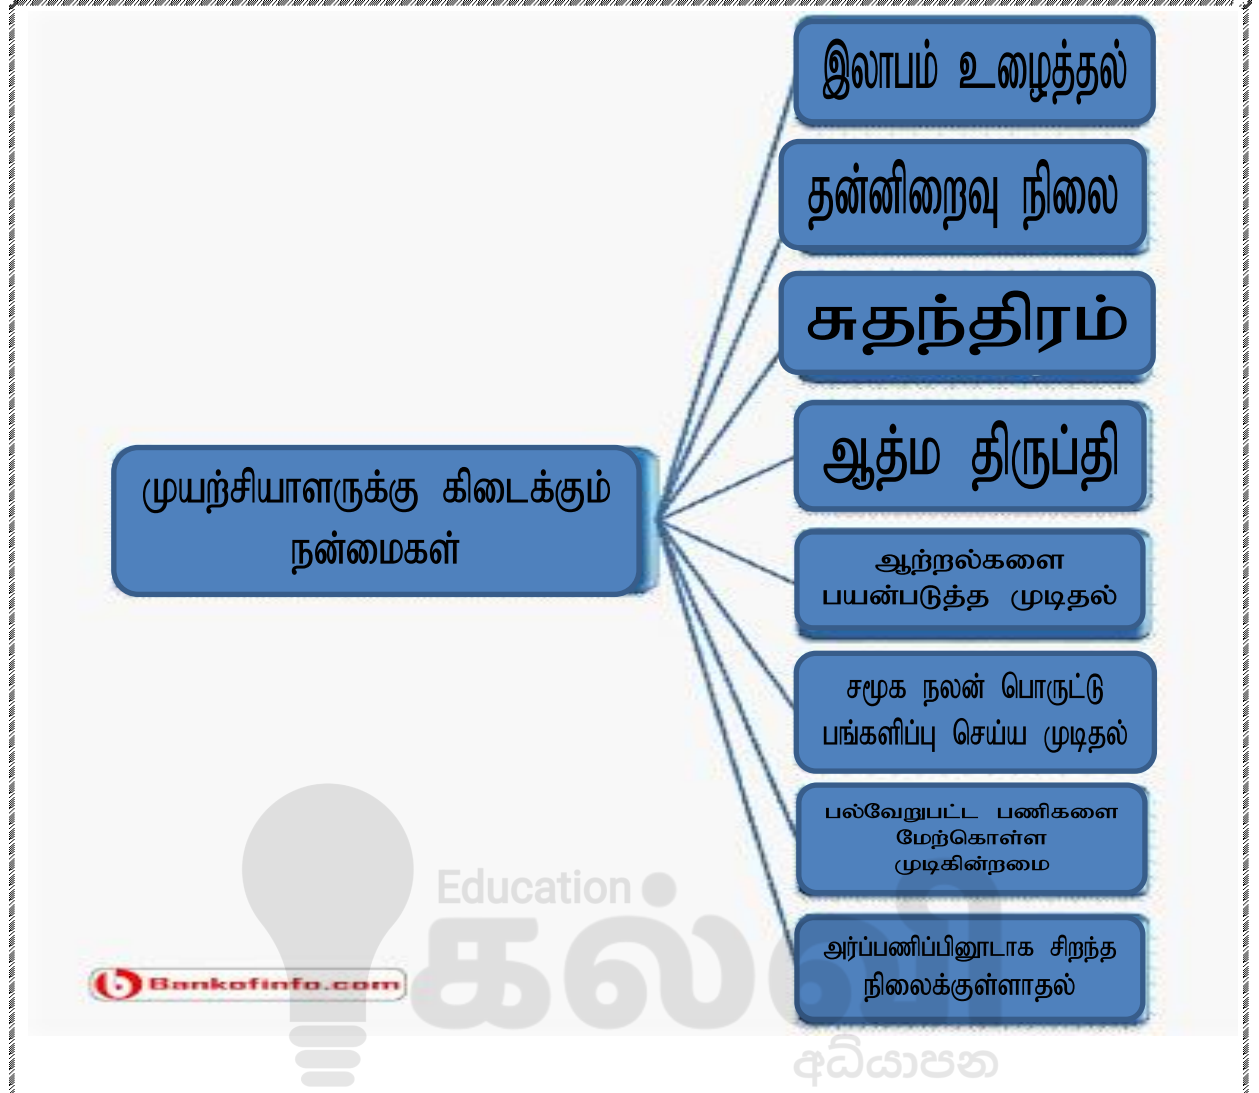 இலாபம் உழைத்தல்
தன்னிறைவு நிலை
சுதந்திரம்
ஆத்ம திருப்தி
முயற்சியாளருக்கு கிடைக்கும்
நன்மைகள்
ஆற்றல்களை
பயன்படுத்த முடிதல்
சமூக நலன் பொருட்டு
பங்களிப்பு செய்ய முடிதல்
பல்வேறுபட்ட பணிகளை
மேற்கொள்ள
முடிகின்றமை
அர்ப்பணிப்பினூடாக சிறந்த
நிலைக்குள்ளாதல்
Education
கல்வி
අධ්‍යාපන
Bankofinfo.com